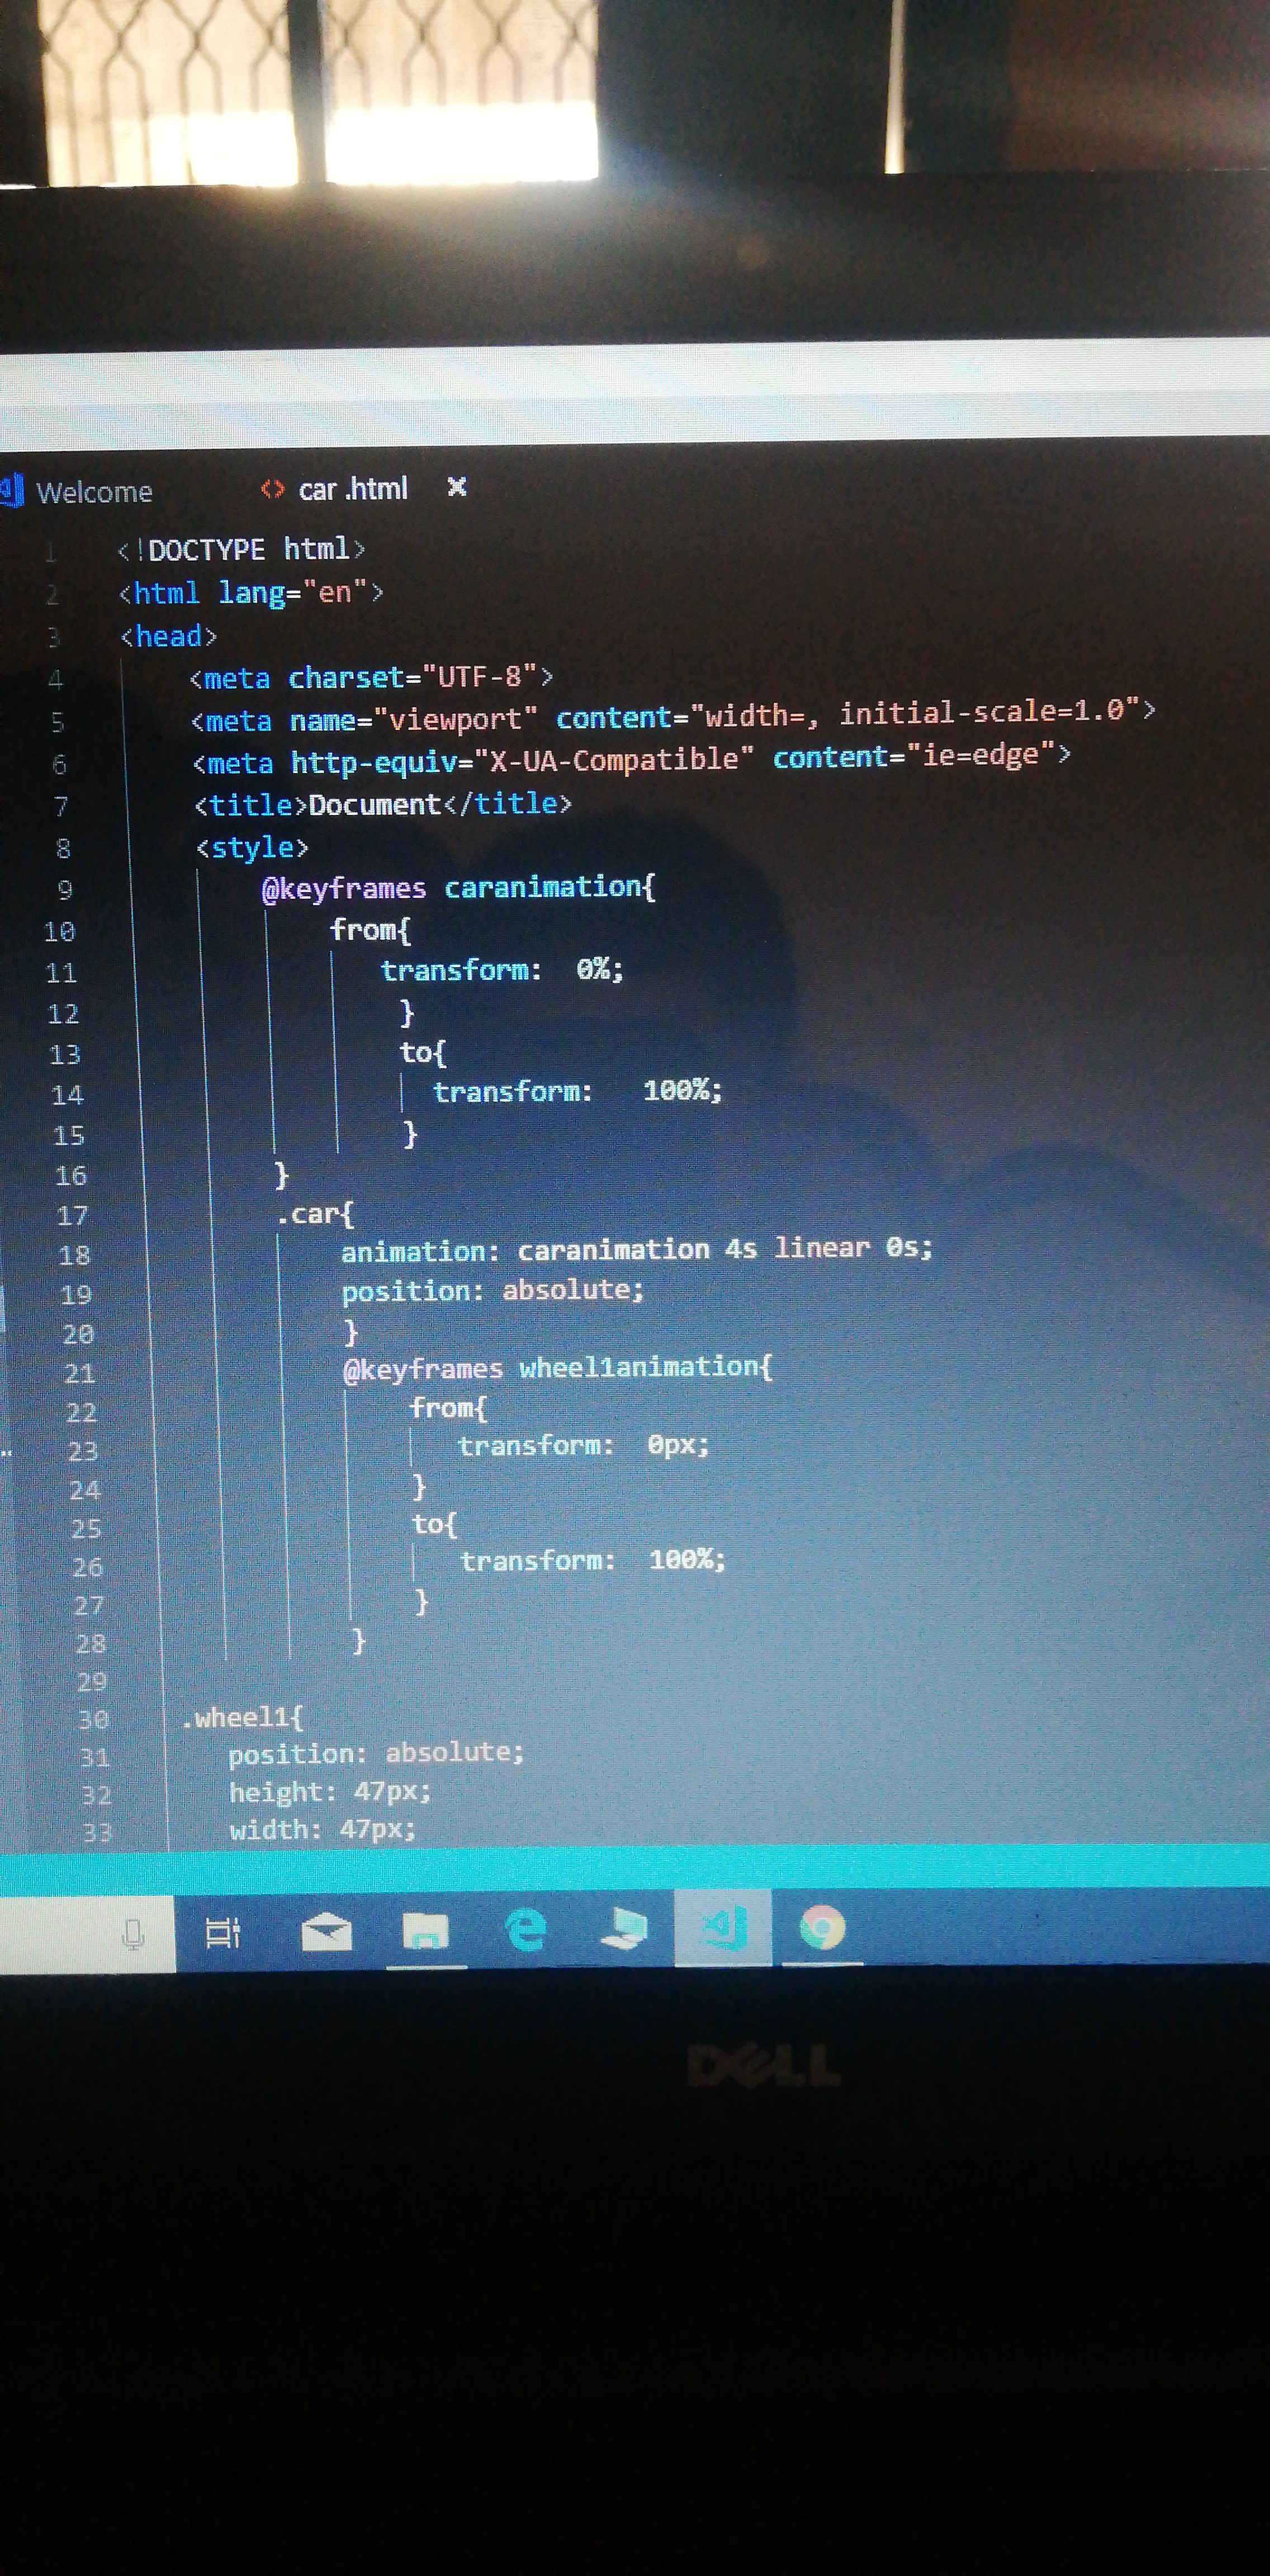 Welcome
<> car .html ×
1 <!DOCTYPE html>
2 <html lang="en">
3 <head>
4 <meta charset="UTF-8">
5 <meta name="viewport" content="width=, initial-scale=1.0">
6 <meta http-equiv="X-UA-Compatible" content="ie=edge">
7 <title>Document</title>
8 <style>
9 @keyframes caranimation{
10 from{
11 transform: 0%;
12 }
13 to{
14 transform: 100%;
15 }
16 }
17 .car{
18 animation: caranimation 4s linear 0s;
19 position: absolute;
20 }
21 @keyframes wheel1animation{
22 from{
23 transform: 0px;
24 }
25 to{
26 transform: 100%;
27 }
28 }
29
30 .wheel1{
31 position: absolute;
32 height: 47px;
33 width: 47px;
DELL